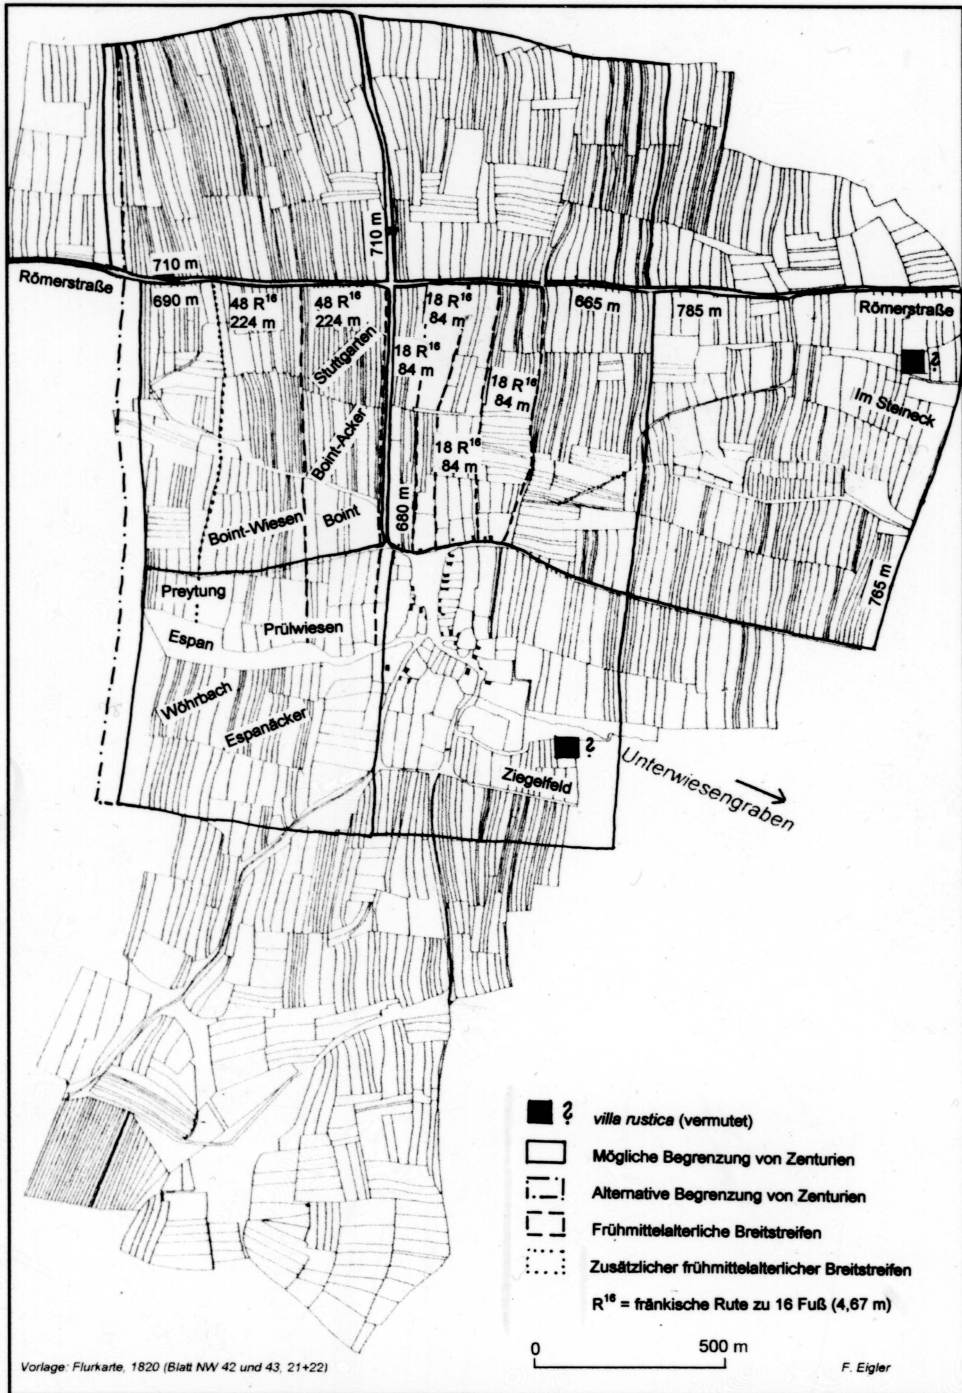 710 m
710 m
Römerstraße
690 m
48 R¹⁶
224 m
48 R¹⁶
224 m
18 R¹⁶
84 m
665 m
785 m
Römerstraße
Stuttgarten
18 R¹⁶
84 m
18 R¹⁶
84 m
?
Im Steineck
Boint-Acker
18 R¹⁶
84 m
680 m
Boint-Wiesen
Boint
765 m
Preytung
Espan
Prülwiesen
Wöhrbach
Espanäcker
?
Ziegelfeld
Unterwiesengraben
? villa rustica (vermutet)
Mögliche Begrenzung von Zenturien
Alternative Begrenzung von Zenturien
Frühmittelalterliche Breitstreifen
Zusätzlicher frühmittelalterlicher Breitstreifen
R¹⁶ = fränkische Rute zu 16 Fuß (4,67 m)
0 500 m
Vorlage: Flurkarte, 1820 (Blatt NW 42 und 43, 21+22)
F. Eigler